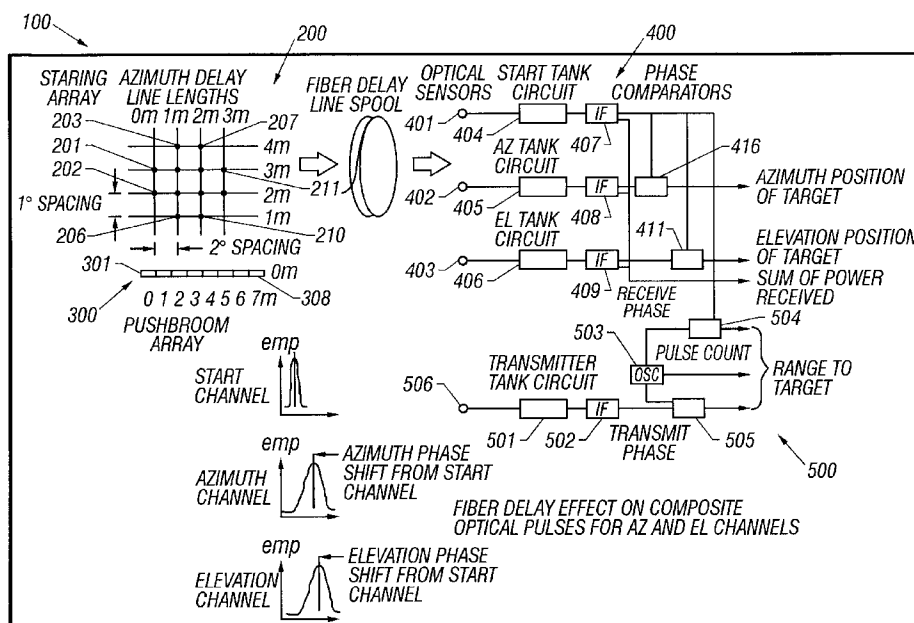 100
200
400
STARING ARRAY
AZIMUTH DELAY LINE LENGTHS
0m 1m 2m 3m
203
207
201
202
4m
3m
2m
1m
211
1° SPACING
206
210
2° SPACING
301
0m
300
308
0 1 2 3 4 5 6 7m
PUSHBROOM ARRAY
FIBER DELAY LINE SPOOL
OPTICAL SENSORS
START TANK CIRCUIT
PHASE COMPARATORS
401
404
IF
407
416
AZ TANK CIRCUIT
402
405
IF
408
AZIMUTH POSITION OF TARGET
EL TANK CIRCUIT
411
403
406
IF
409
ELEVATION POSITION OF TARGET
RECEIVE PHASE
SUM OF POWER RECEIVED
503
504
OSC
PULSE COUNT
RANGE TO TARGET
TRANSMITTER TANK CIRCUIT
506
501
IF
502
TRANSMIT PHASE
505
500
emp
START CHANNEL
emp
AZIMUTH CHANNEL
AZIMUTH PHASE SHIFT FROM START CHANNEL
emp
ELEVATION CHANNEL
ELEVATION PHASE SHIFT FROM START CHANNEL
FIBER DELAY EFFECT ON COMPOSITE
OPTICAL PULSES FOR AZ AND EL CHANNELS